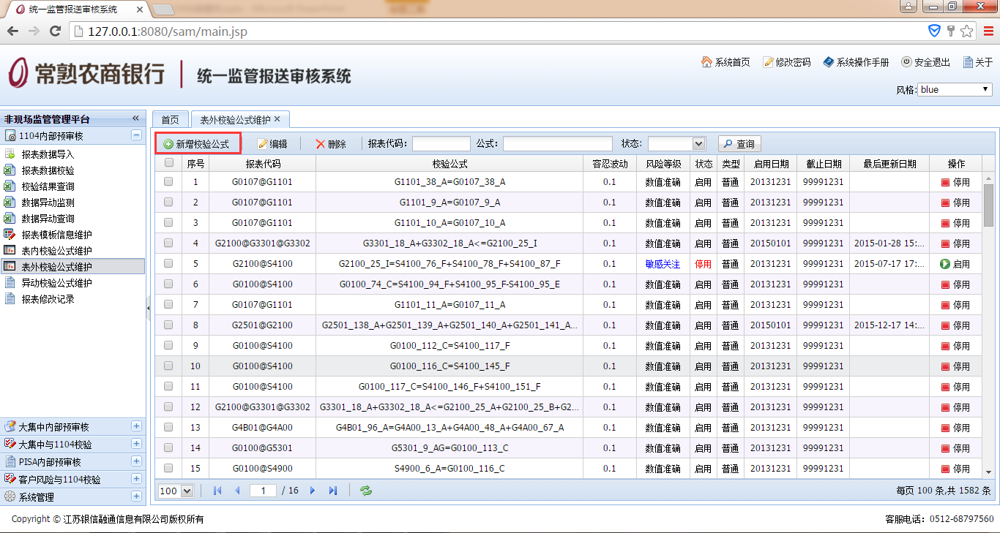 统一监管报送审核系统
127.0.0.1:8080/sam/main.jsp
常熟农商银行 统一监管报送审核系统
系统首页 修改密码 系统操作手册 安全退出 关于
风格: blue
非现场监管管理平台
1104内部预审核
报表数据导入
报表数据校验
校验结果查询
数据异动监测
数据异动查询
报表模板信息维护
表内校验公式维护
表外校验公式维护
异动校验公式维护
报表修改记录
大集中内部预审核
大集中与1104校验
PISA内部预审核
客户风险与1104校验
系统管理
首页 表外校验公式维护
新增校验公式 编辑 删除 报表代码: 公式: 状态: 查询
序号 报表代码 校验公式 容忍波动 风险等级 状态 类型 启用日期 截止日期 最后更新日期 操作
1 G0107@G1101 G1101_38_A=G0107_38_A 0.1 数值准确 启用 普通 20131231 99991231 停用
2 G0107@G1101 G1101_9_A=G0107_9_A 0.1 数值准确 启用 普通 20131231 99991231 停用
3 G0107@G1101 G1101_10_A=G0107_10_A 0.1 数值准确 启用 普通 20131231 99991231 停用
4 G2100@G3301@G3302 G3301_18_A+G3302_18_A<=G2100_25_I 0.1 数值准确 启用 普通 20150101 99991231 2015-01-28 15:... 停用
5 G2100@S4100 G2100_25_I=S4100_76_F+S4100_78_F+S4100_87_F 0.1 敏感关注 停用 普通 20131231 99991231 2015-07-17 17:... 启用
6 G0100@S4100 G0100_74_C=S4100_94_F+S4100_95_F-S4100_95_E 0.1 数值准确 启用 普通 20131231 99991231 停用
7 G0107@G1101 G1101_11_A=G0107_11_A 0.1 数值准确 启用 普通 20131231 99991231 停用
8 G2501@G2100 G2501_138_A+G2501_139_A+G2501_140_A+G2501_141_A... 0.1 数值准确 启用 普通 20150101 99991231 2015-12-17 14:... 停用
9 G0100@S4100 G0100_112_C=S4100_117_F 0.1 数值准确 启用 普通 20131231 99991231 停用
10 G0100@S4100 G0100_116_C=S4100_145_F 0.1 数值准确 启用 普通 20131231 99991231 停用
11 G0100@S4100 G0100_117_C=S4100_146_F+S4100_151_F 0.1 数值准确 启用 普通 20131231 99991231 停用
12 G2100@G3301@G3302 G3301_18_A+G3302_18_A<=G2100_25_A+G2100_25_B+G2... 0.1 数值准确 启用 普通 20131231 99991231 停用
13 G4B01@G4A00 G4B01_96_A=G4A00_13_A+G4A00_48_A+G4A00_67_A 0.1 数值准确 启用 普通 20131231 99991231 停用
14 G0100@G5301 G5301_9_AG=G0100_113_C 0.1 数值准确 启用 普通 20131231 99991231 停用
15 G0100@S4900 S4900_6_A=G0100_116_C 0.1 数值准确 启用 普通 20131231 99991231 停用
100 1 / 16 每页 100 条,共 1582 条
Copyright © 江苏银信融通信息有限公司版权所有 客服电话：0512-68797560